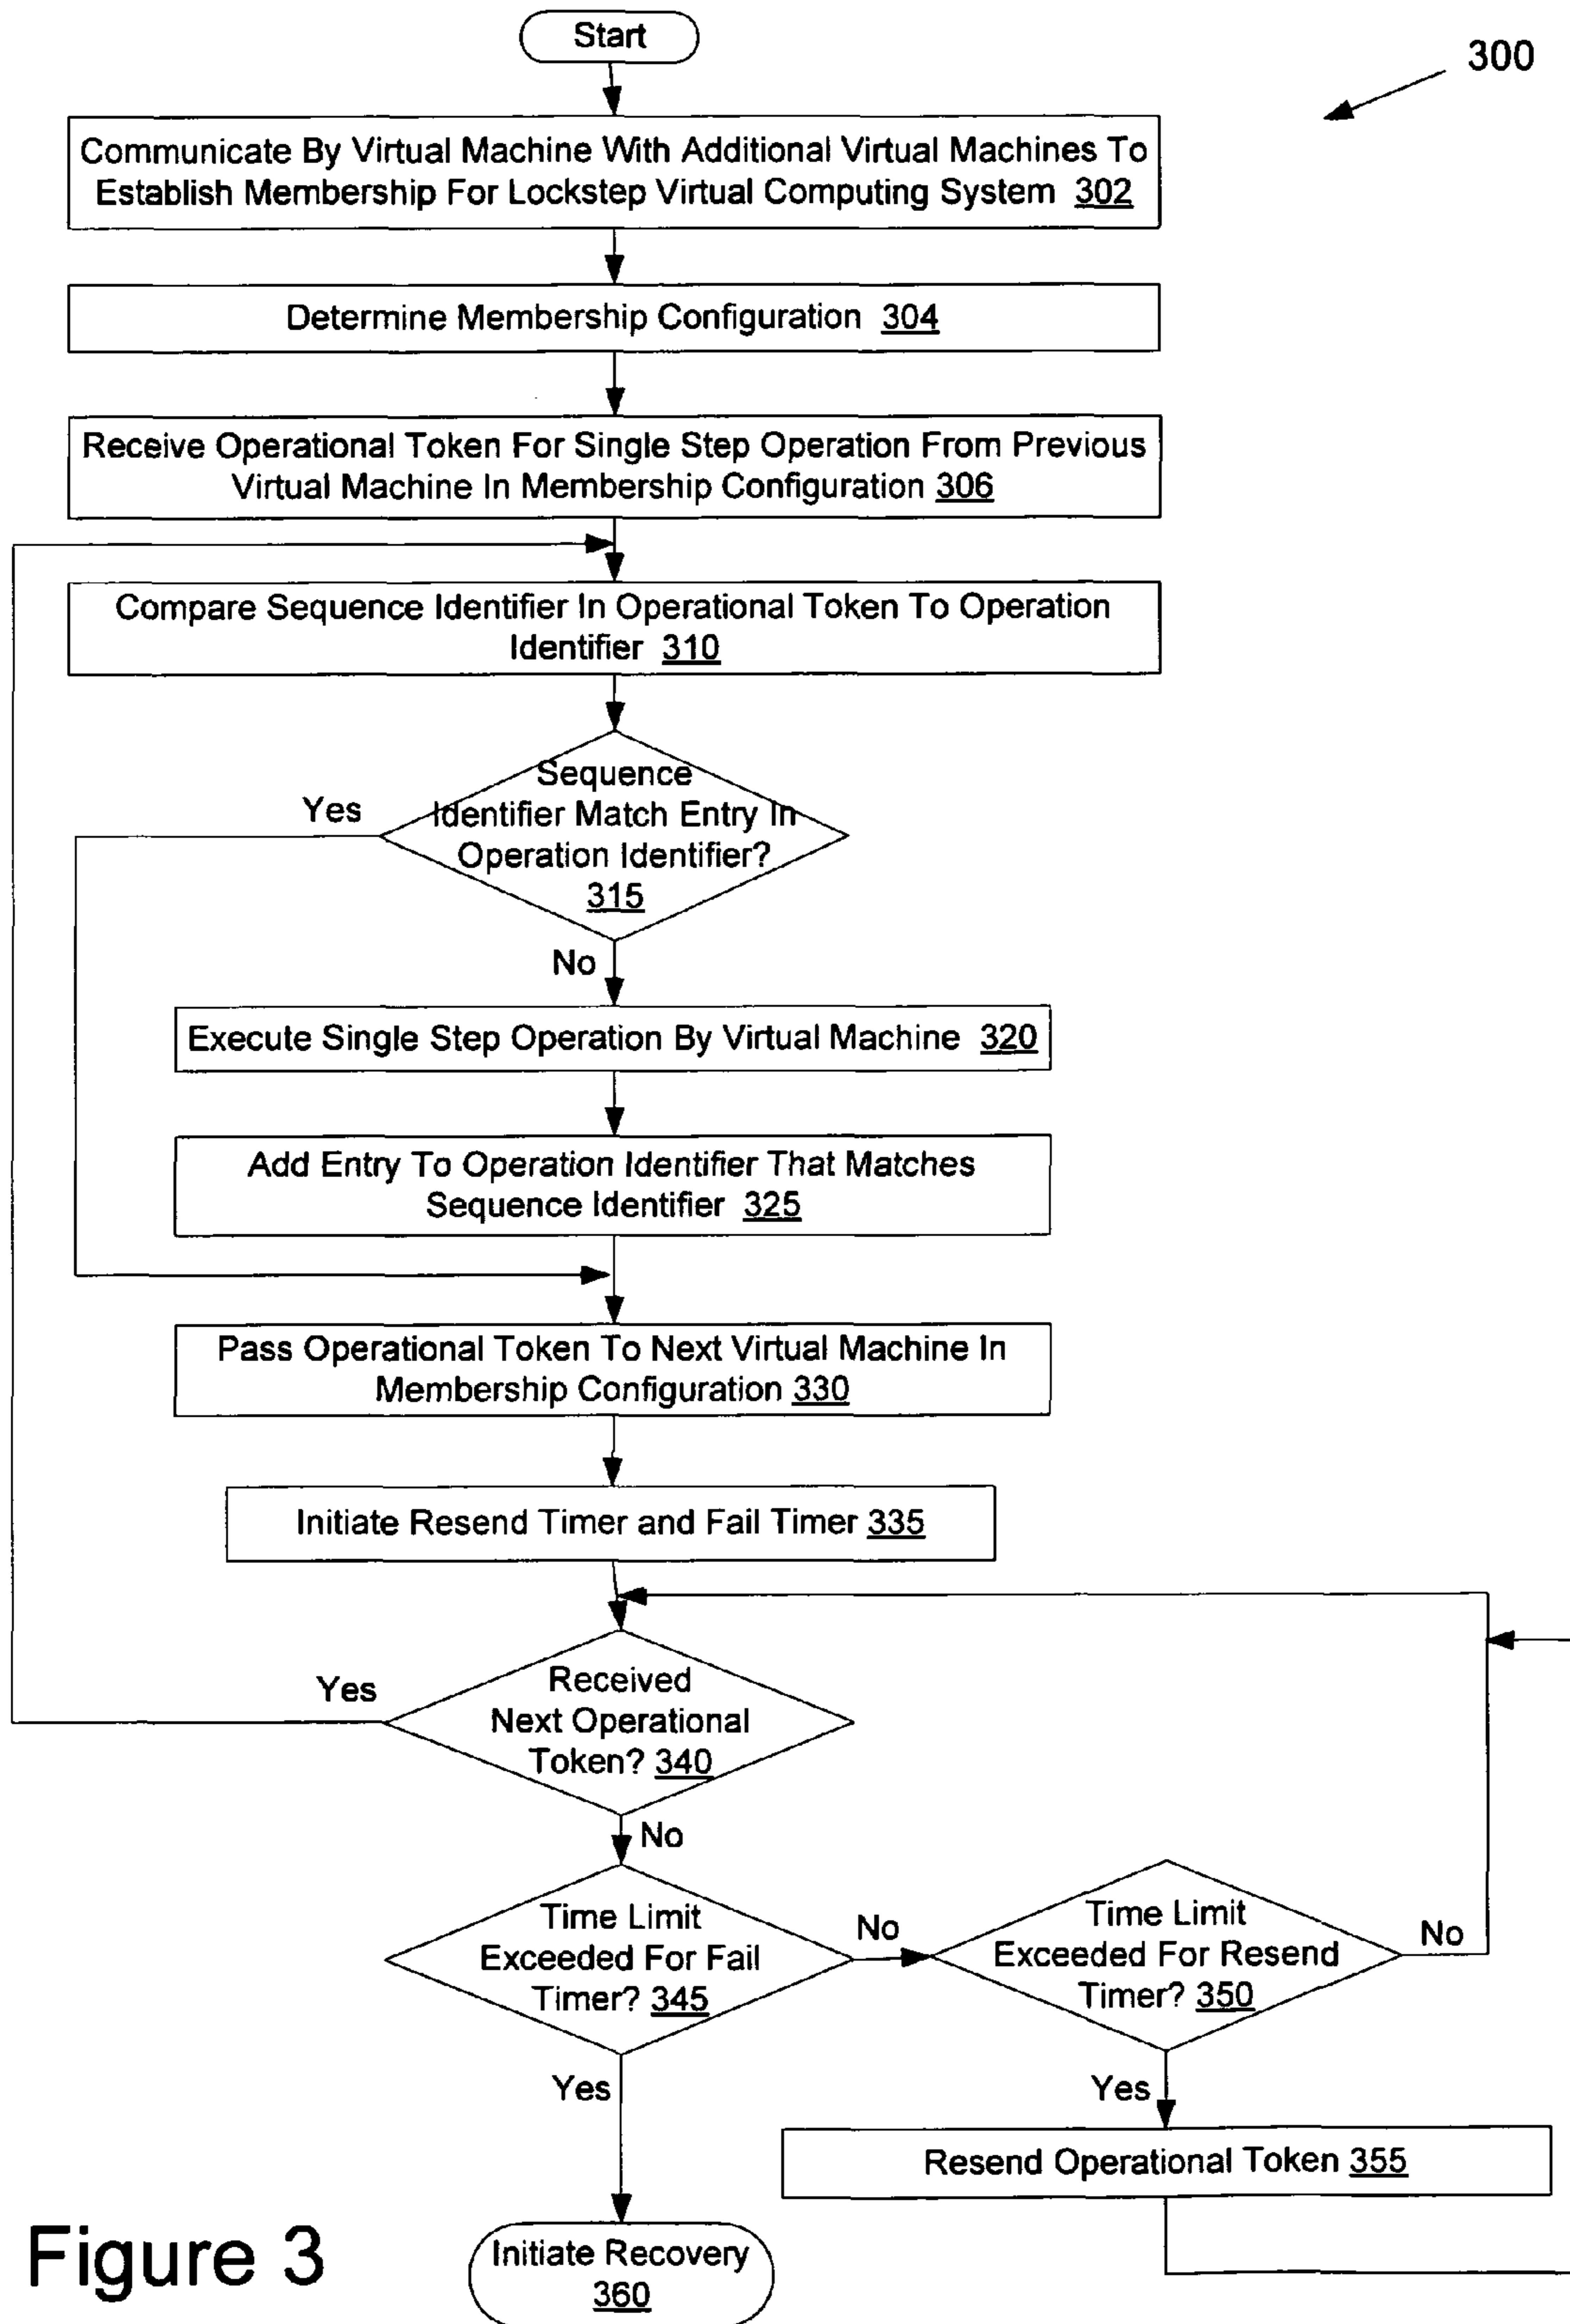 Start
300
Communicate By Virtual Machine With Additional Virtual Machines To
Establish Membership For Lockstep Virtual Computing System 302
Determine Membership Configuration 304
Receive Operational Token For Single Step Operation From Previous
Virtual Machine In Membership Configuration 306
Compare Sequence Identifier In Operational Token To Operation
Identifier 310
Sequence
Identifier Match Entry In
Operation Identifier?
315
Yes
No
Execute Single Step Operation By Virtual Machine 320
Add Entry To Operation Identifier That Matches
Sequence Identifier 325
Pass Operational Token To Next Virtual Machine In
Membership Configuration 330
Initiate Resend Timer and Fail Timer 335
Received
Next Operational
Token? 340
Yes
No
Time Limit
Exceeded For Fail
Timer? 345
No
Time Limit
Exceeded For Resend
Timer? 350
No
Yes
Yes
Resend Operational Token 355
Initiate Recovery
360
Figure 3